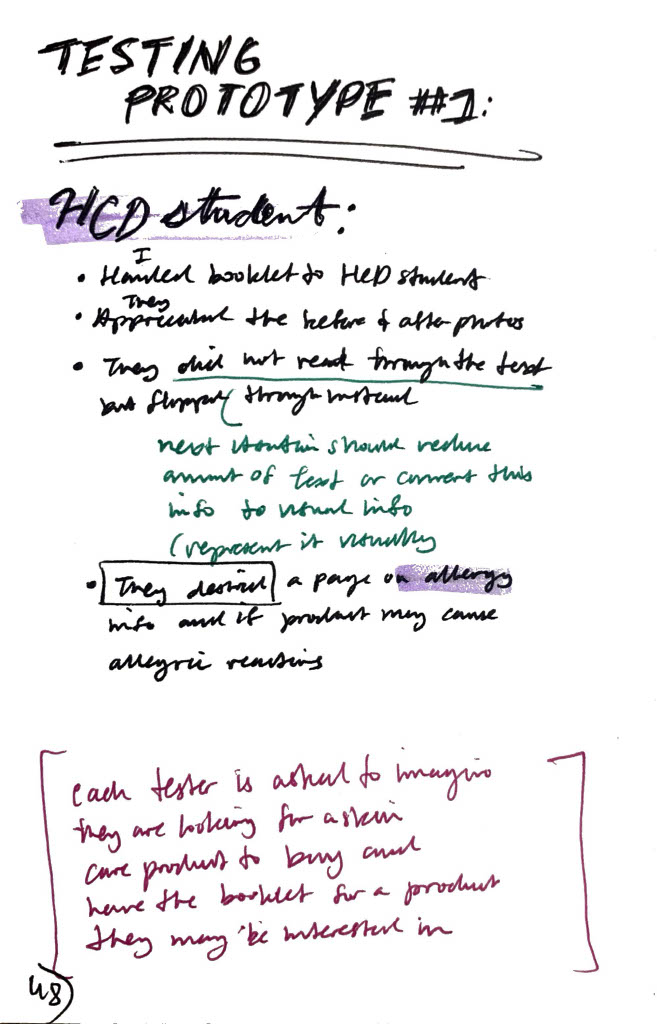 TESTING
PROTOTYPE #1:
HCD student:
I
• Handed booklet to HCD student
They
• Appreciated the before & after photos
• They did not read through the text
but flipped through instead
next iteration should reduce
amount of text or convert this
info to visual info
(represent it visually
• They desired a page on allergy
info and if product may cause
allergic reactions
each tester is asked to imagine
they are looking for a skin
care product to buy and
have the booklet for a product
they may be interested in
48